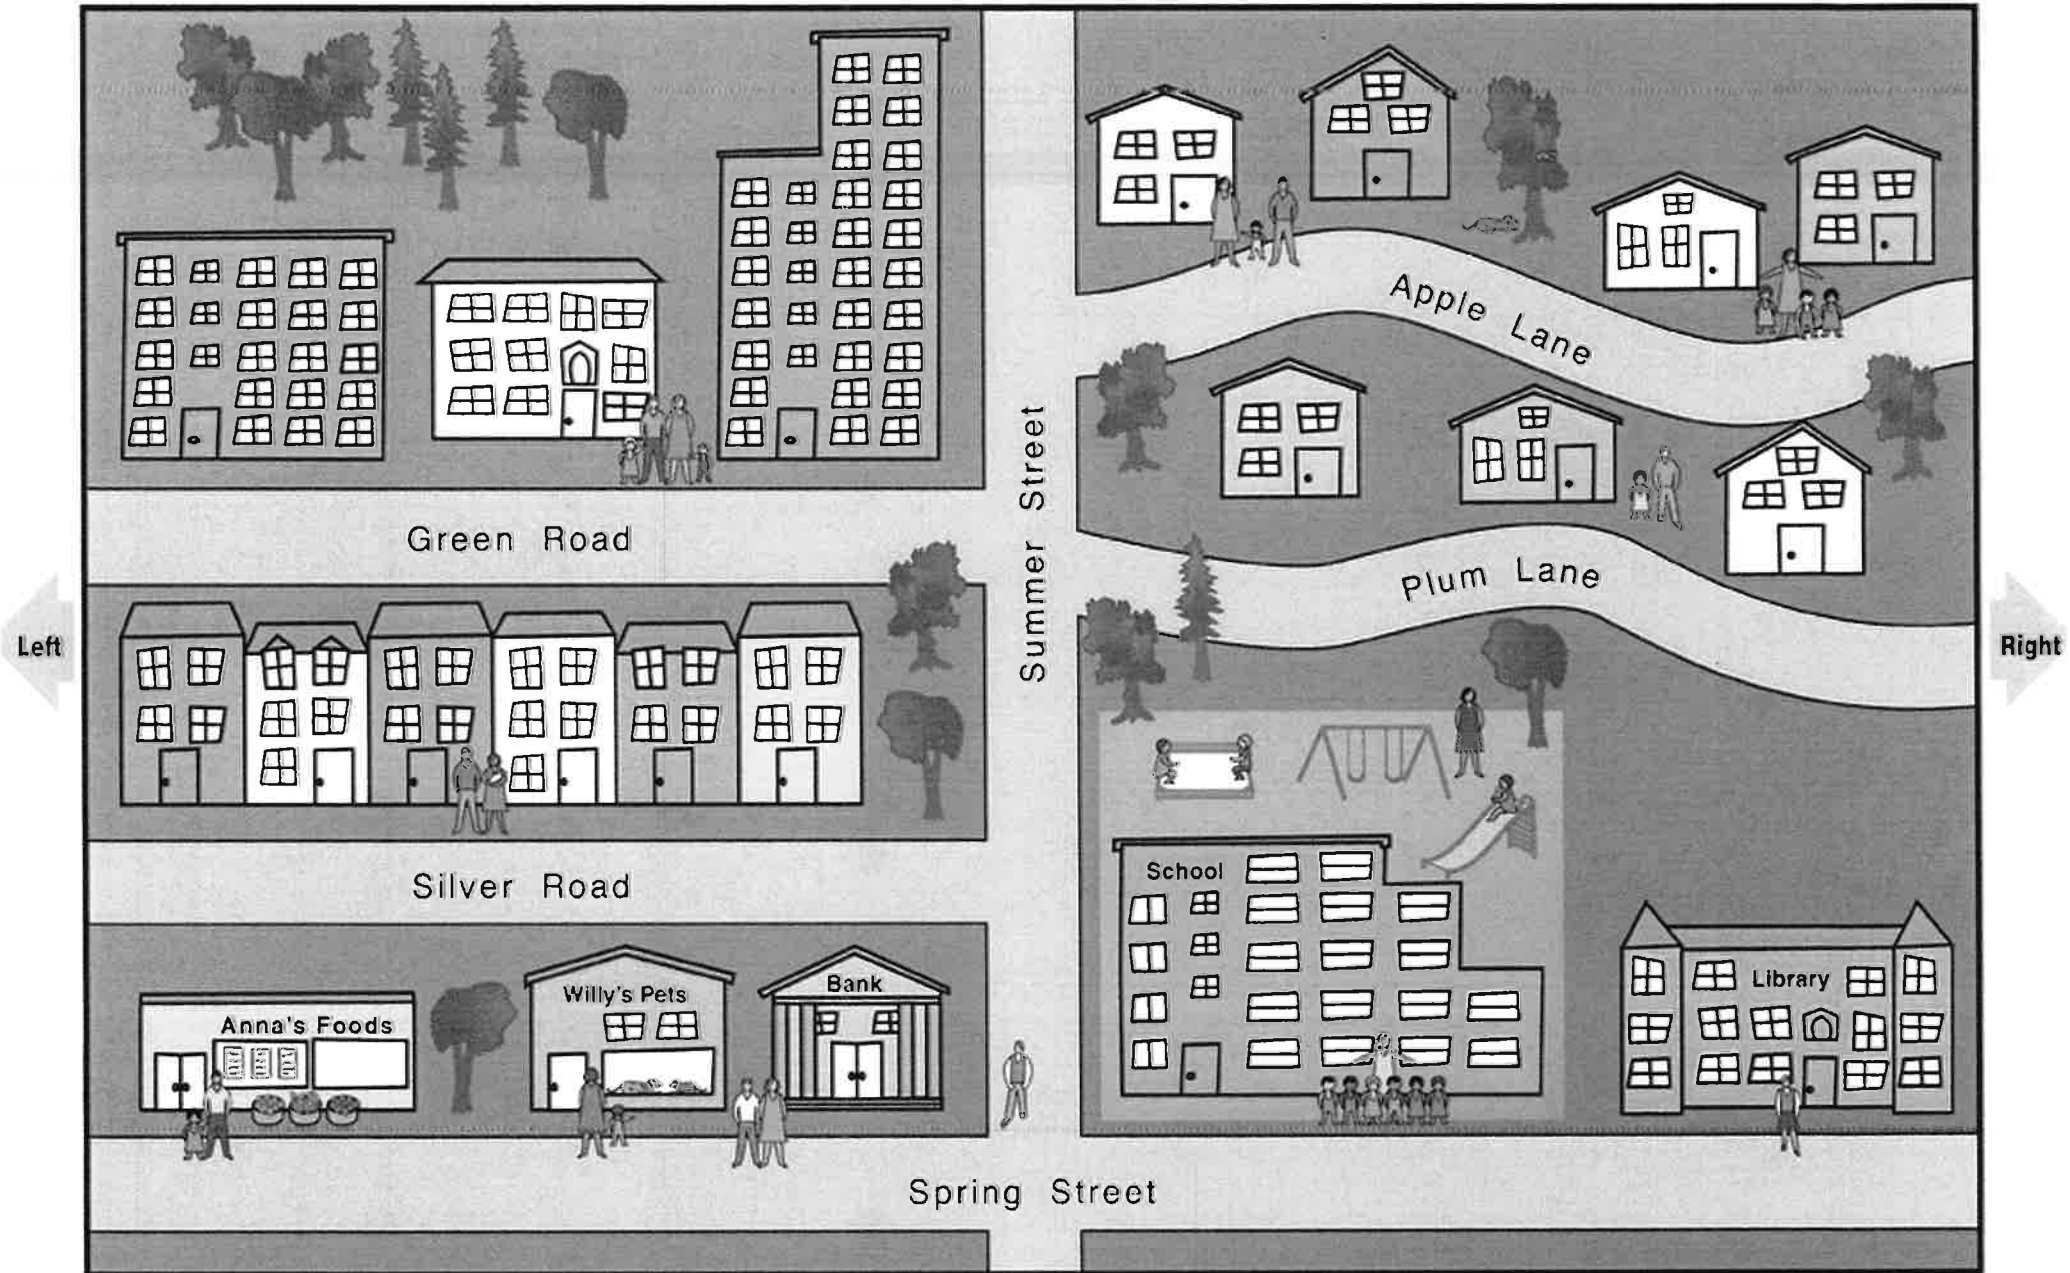 Apple Lane
Green Road
Summer Street
Plum Lane
Left
Right
Silver Road
School
Library
Bank
Willy's Pets
Anna's Foods
Spring Street